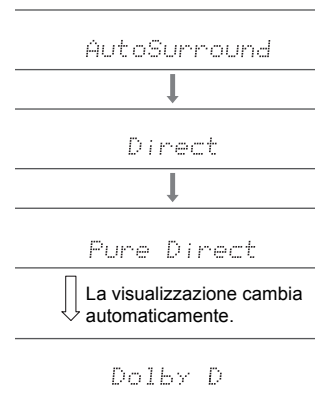 AutoSurround
Direct
Pure Direct
La visualizzazione cambia
automaticamente.
Dolby D